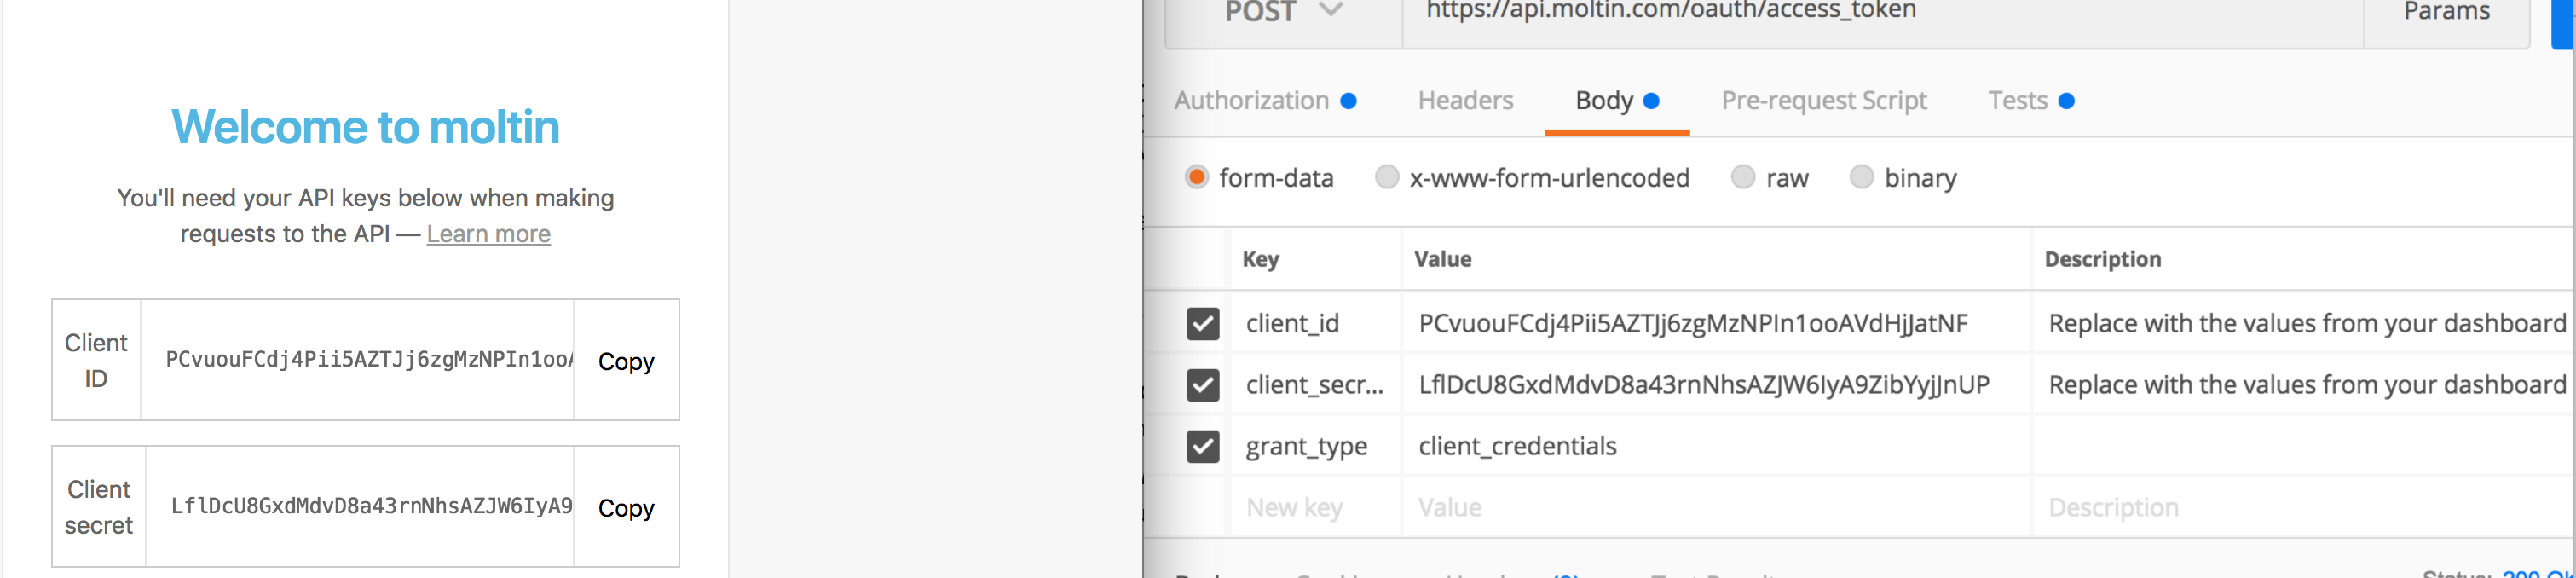 Welcome to moltin
You'll need your API keys below when making
requests to the API — Learn more
Client
ID
PCvuouFCdj4Pii5AZTJj6zgMzNPIn1ooA
Copy
Client
secret
LflDcU8GxdMdvD8a43rnNhsAZJW6IyA9
Copy
POST
https://api.moltin.com/oauth/access_token
Params
Authorization Headers Body Pre-request Script Tests
form-data x-www-form-urlencoded raw binary
Key Value Description
client_id PCvuouFCdj4Pii5AZTJj6zgMzNPIn1ooAVdHjJatNF Replace with the values from your dashboard
client_secr... LflDcU8GxdMdvD8a43rnNhsAZJW6IyA9ZibYyjJnUP Replace with the values from your dashboard
grant_type client_credentials
New key Value Description